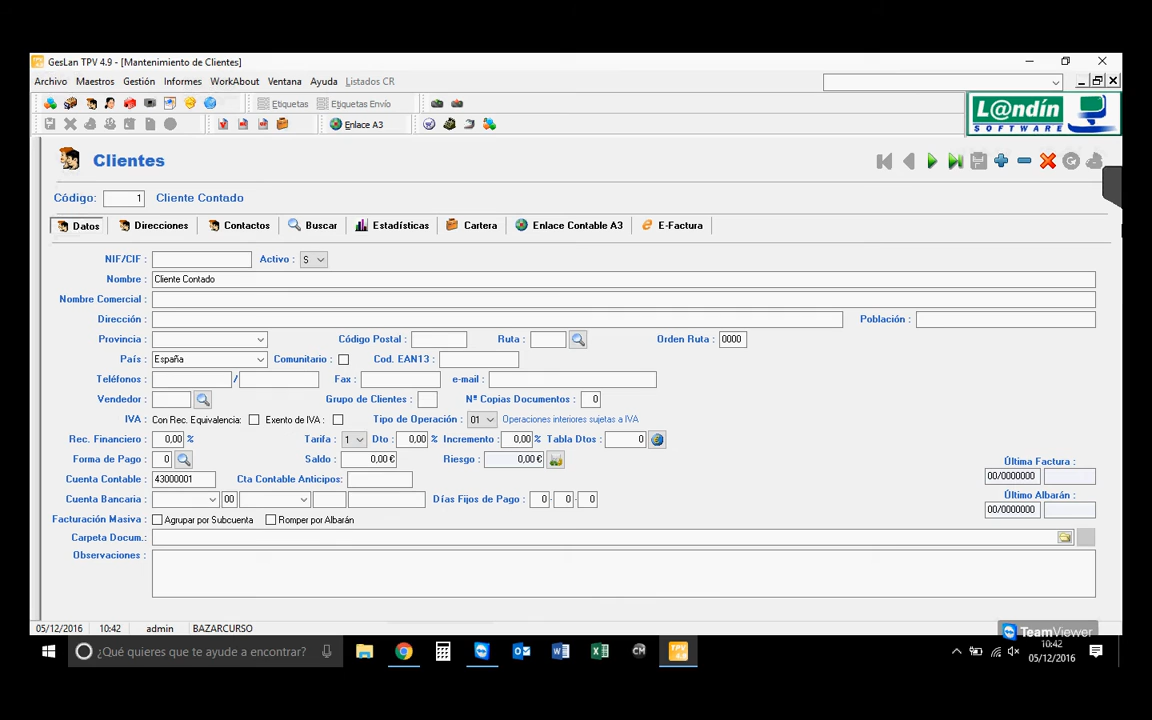 GesLan TPV 4.9 - [Mantenimiento de Clientes]
Archivo Maestros Gestión Informes WorkAbout Ventana Ayuda Listados CR
Etiquetas Etiquetas Envío
Enlace A3
L@ndín
SOFTWARE
Clientes
Código: 1 Cliente Contado
Datos Direcciones Contactos Buscar Estadísticas Cartera Enlace Contable A3 E-Factura
NIF/CIF : Activo : S
Nombre : Cliente Contado
Nombre Comercial :
Dirección : Población :
Provincia : Código Postal : Ruta : Orden Ruta : 0000
País : España Comunitario : Cod. EAN13 :
Teléfonos : / Fax : e-mail :
Vendedor : Grupo de Clientes : Nº Copias Documentos : 0
IVA : Con Rec. Equivalencia: Exento de IVA : Tipo de Operación : 01 Operaciones interiores sujetas a IVA
Rec. Financiero : 0,00 % Tarifa : 1 Dto : 0,00 % Incremento : 0,00 % Tabla Dtos : 0
Forma de Pago : 0 Saldo : 0,00 € Riesgo : 0,00 €
Última Factura :
Cuenta Contable : 43000001 Cta Contable Anticipos: 00/0000000
Último Albarán :
Cuenta Bancaria : 00 Días Fijos de Pago : 0 - 0 - 0
00/0000000
Facturación Masiva : Agrupar por Subcuenta Romper por Albarán
Carpeta Docum.:
Observaciones :
05/12/2016 10:42 admin BAZARCURSO
TeamViewer
¿Qué quieres que te ayude a encontrar?
TPV
4.9
10:42
05/12/2016